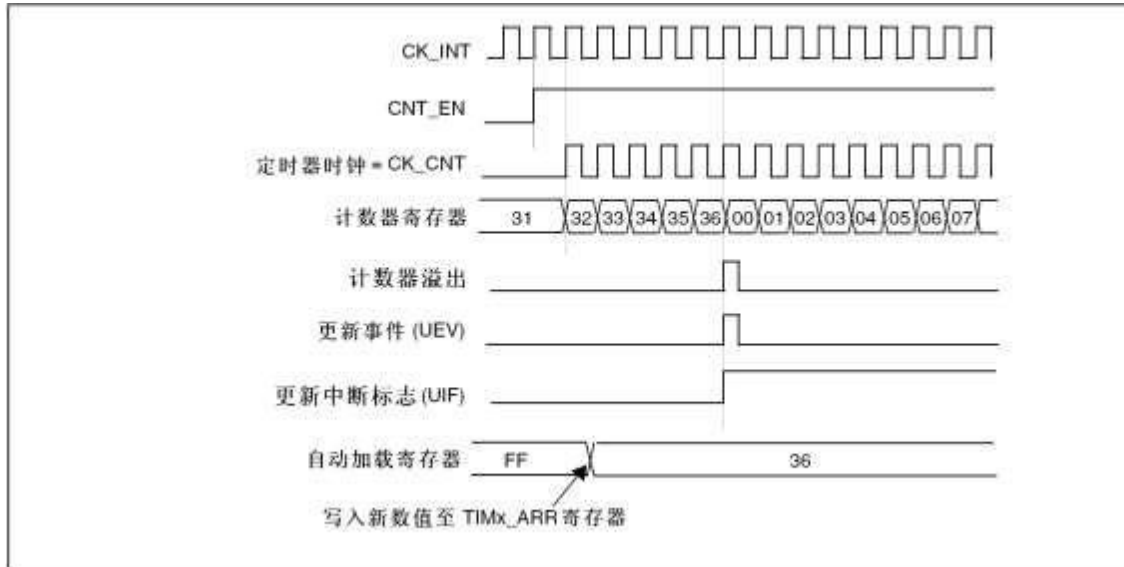 CK_INT
CNT_EN
定时器时钟 = CK_CNT
计数器寄存器 31 32 33 34 35 36 00 01 02 03 04 05 06 07
计数器溢出
更新事件 (UEV)
更新中断标志 (UIF)
自动加载寄存器 FF 36
写入新数值至 TIMx_ARR 寄存器